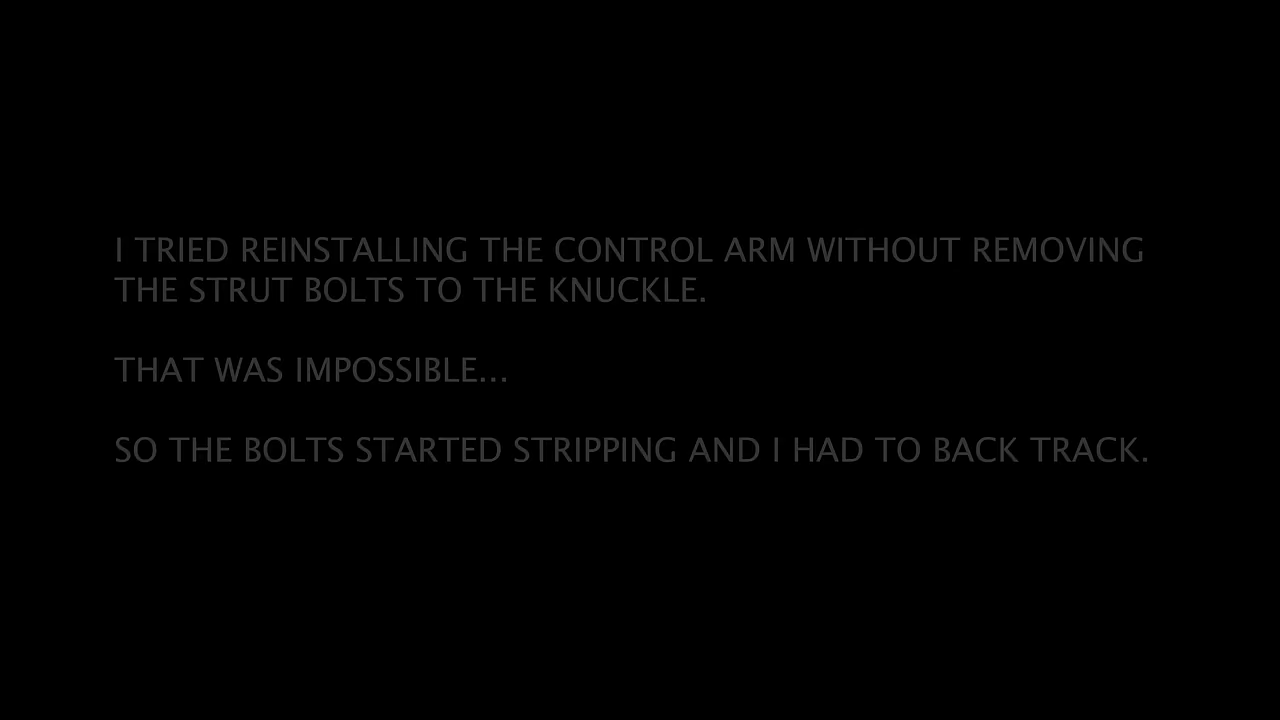 I TRIED REINSTALLING THE CONTROL ARM WITHOUT REMOVING
THE STRUT BOLTS TO THE KNUCKLE.
THAT WAS IMPOSSIBLE...
SO THE BOLTS STARTED STRIPPING AND I HAD TO BACK TRACK.